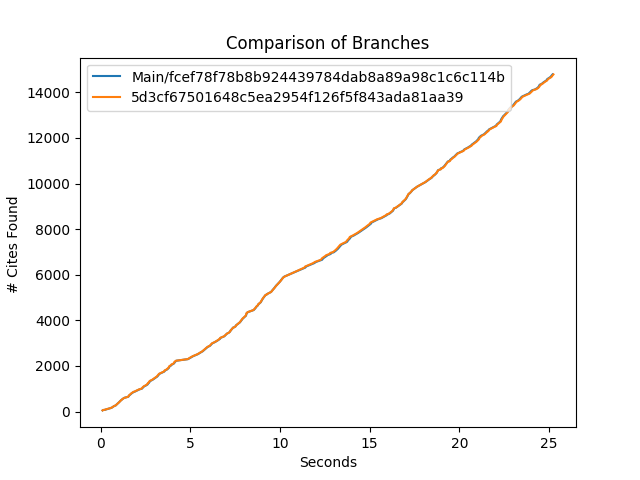 Comparison of Branches
Main/fcef78f78b8b924439784dab8a89a98c1c6c114b
5d3cf67501648c5ea2954f126f5f843ada81aa39
# Cites Found
14000
12000
10000
8000
6000
4000
2000
0
0 5 10 15 20 25
Seconds